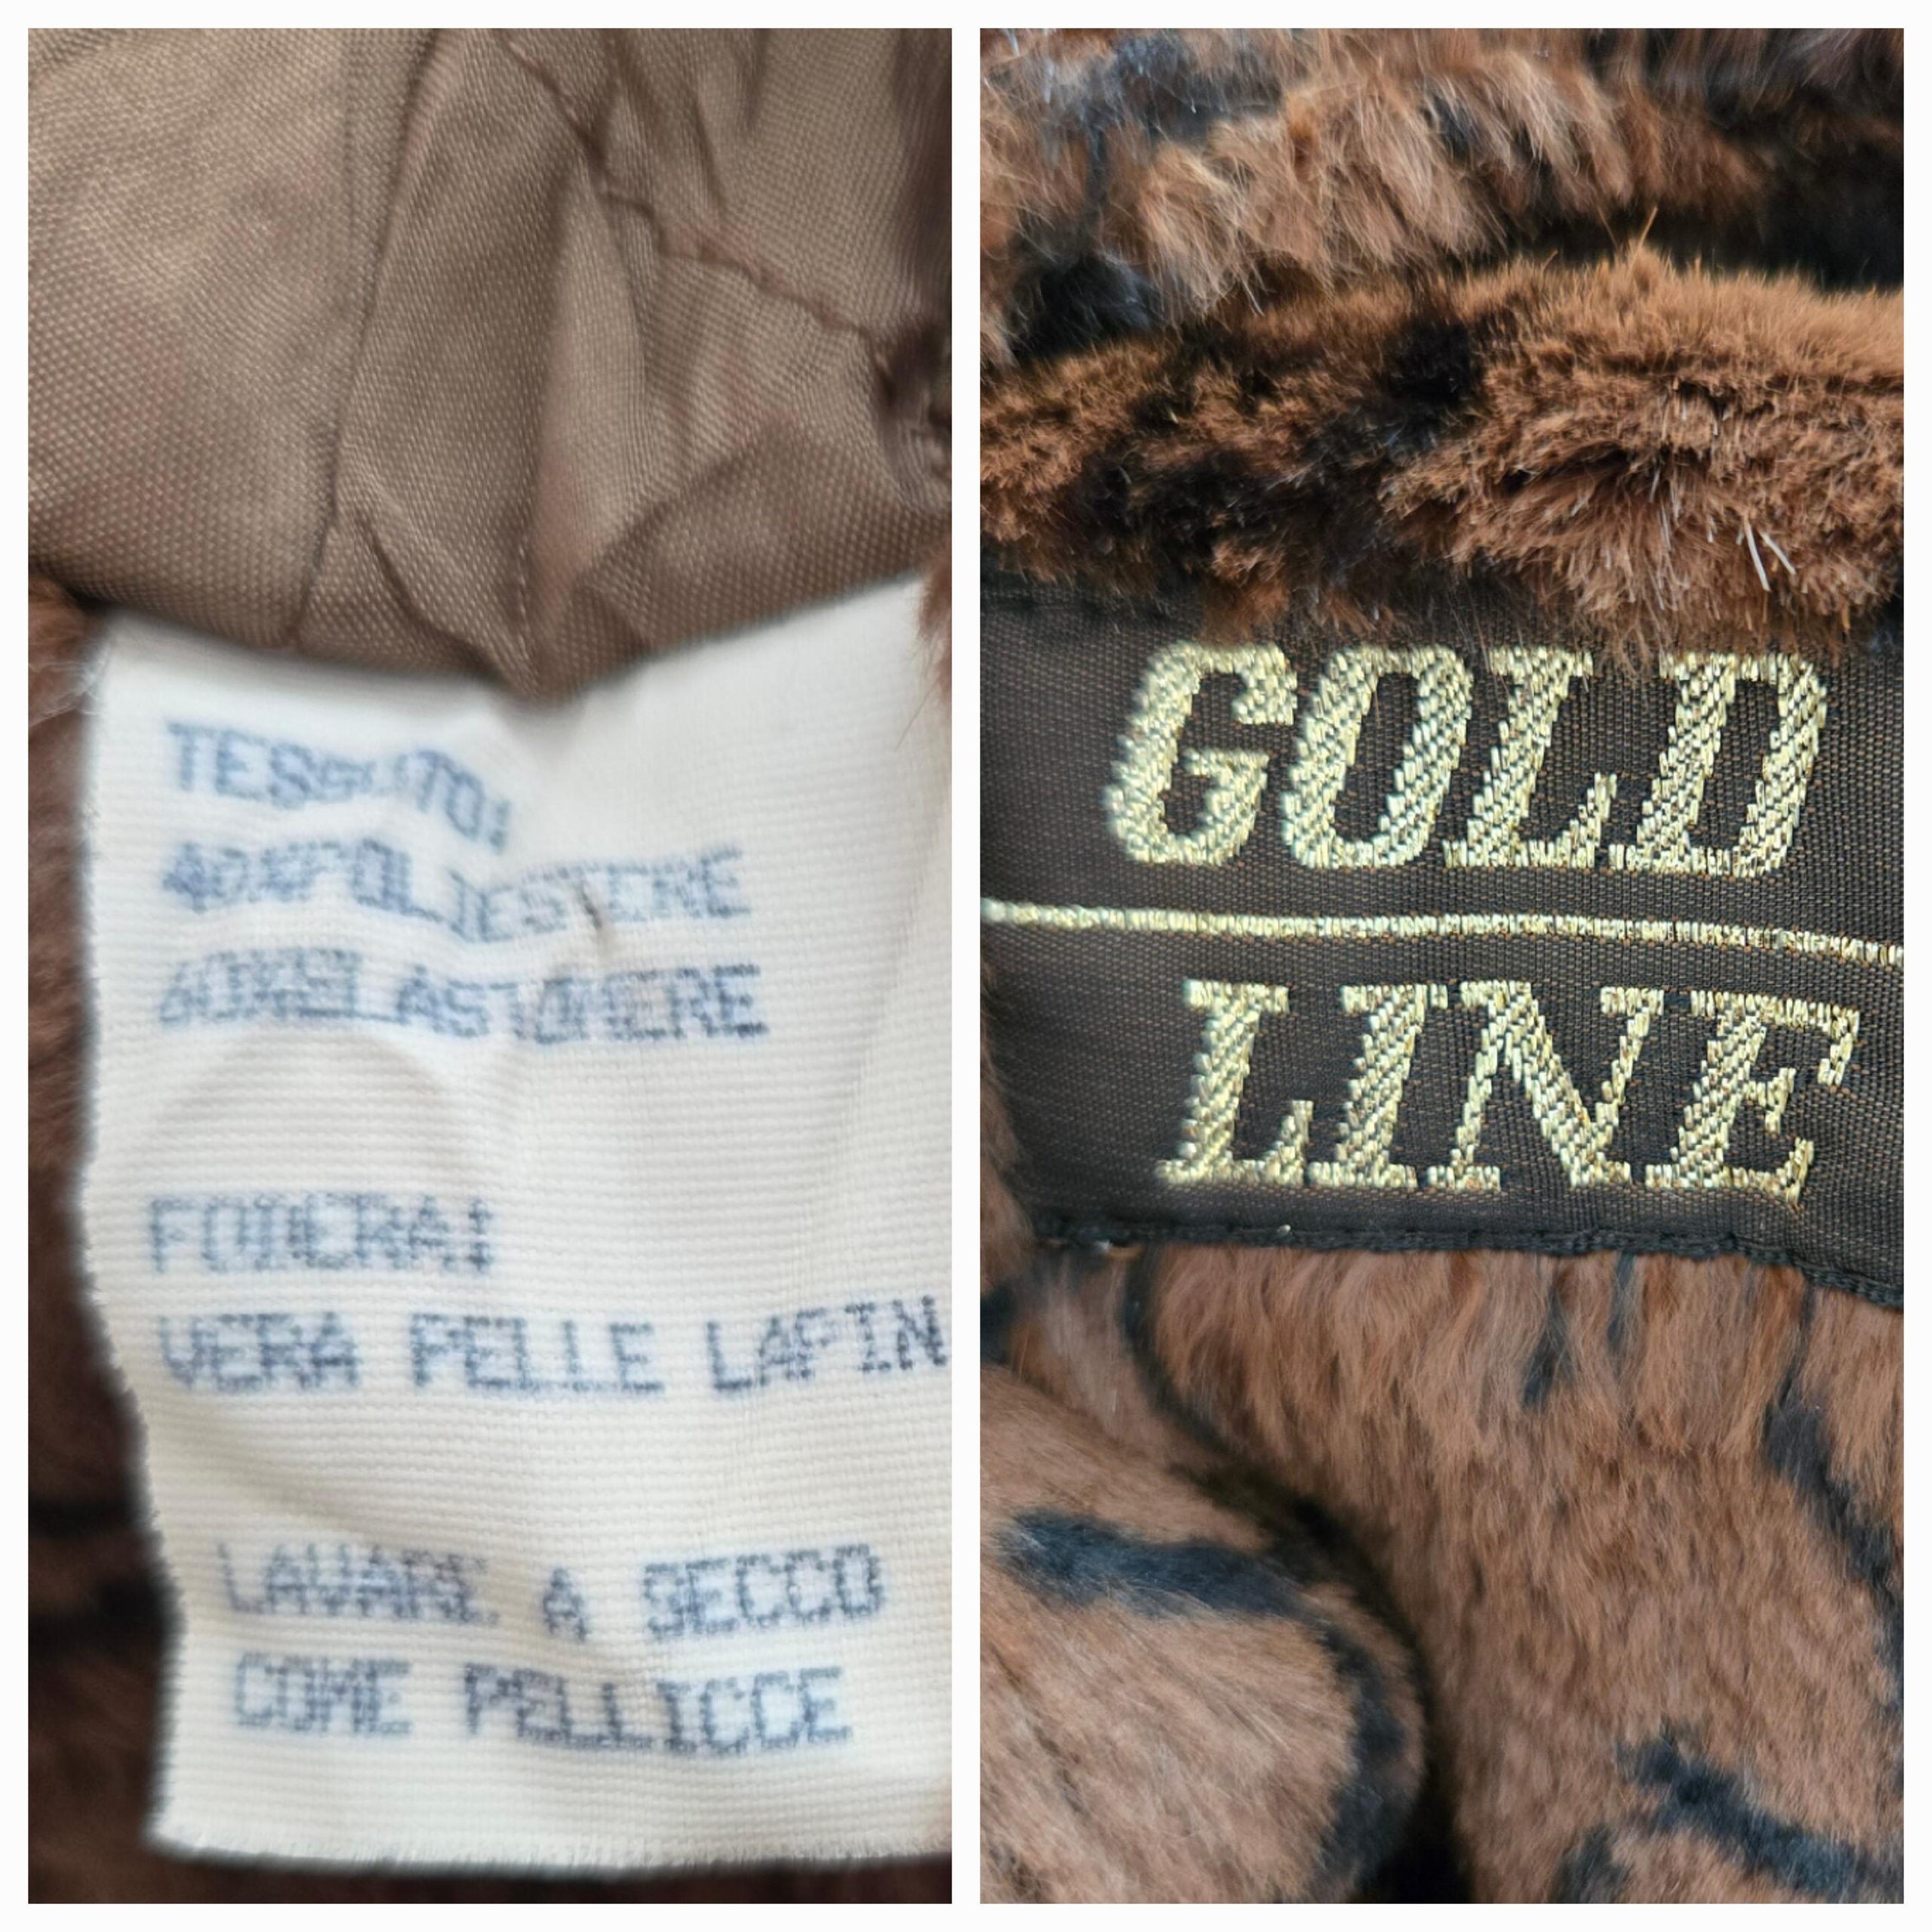 TESSUTO:
40%POLIESTERE
60%ELASTOMERE
FODERA:
VERA PELLE LAPIN
LAVARE A SECCO
COME PELLICCE
GOLD
LINE